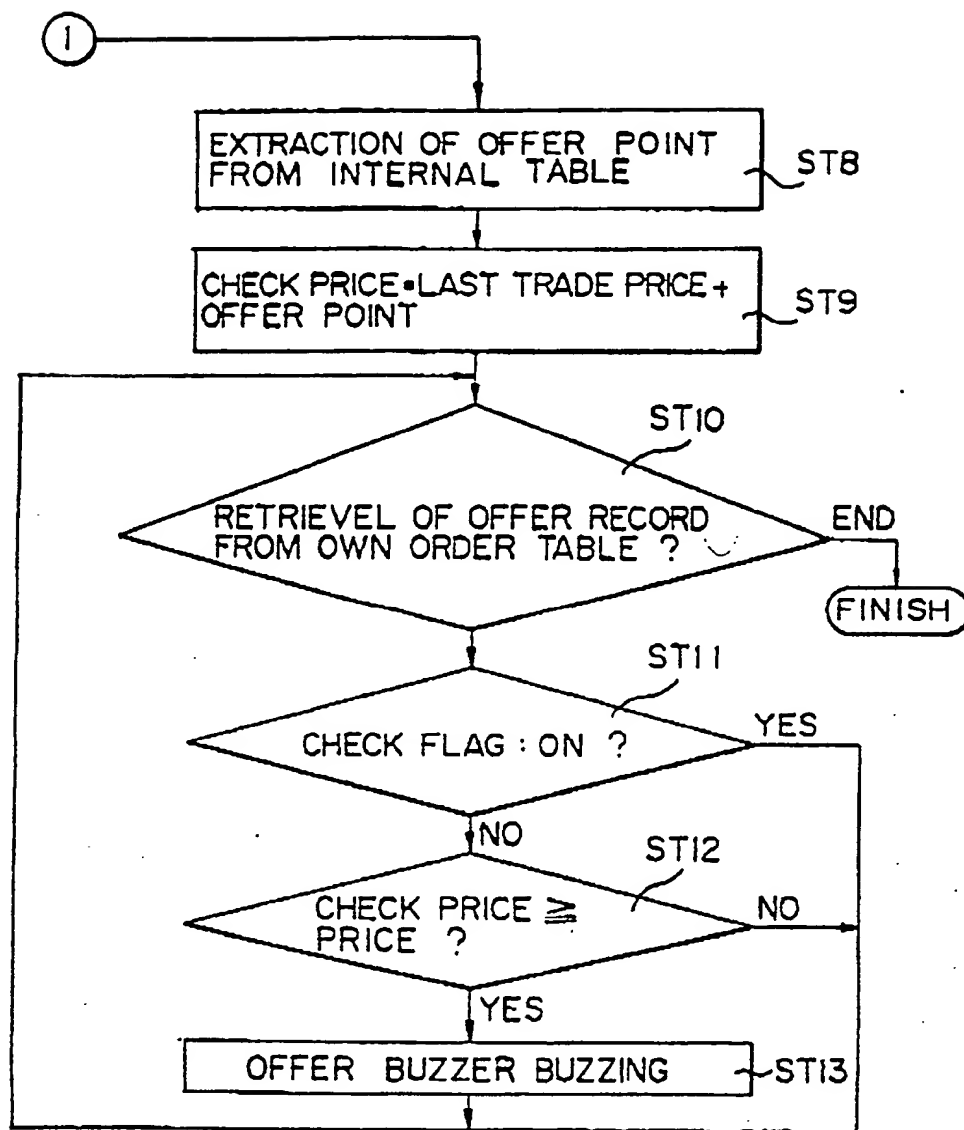 1
EXTRACTION OF OFFER POINT
FROM INTERNAL TABLE
ST8
CHECK PRICE=LAST TRADE PRICE+
OFFER POINT
ST9
ST10
RETRIEVEL OF OFFER RECORD
FROM OWN ORDER TABLE ?
END
FINISH
ST11
CHECK FLAG : ON ?
YES
NO
ST12
CHECK PRICE ≧
PRICE ?
NO
YES
OFFER BUZZER BUZZING
ST13